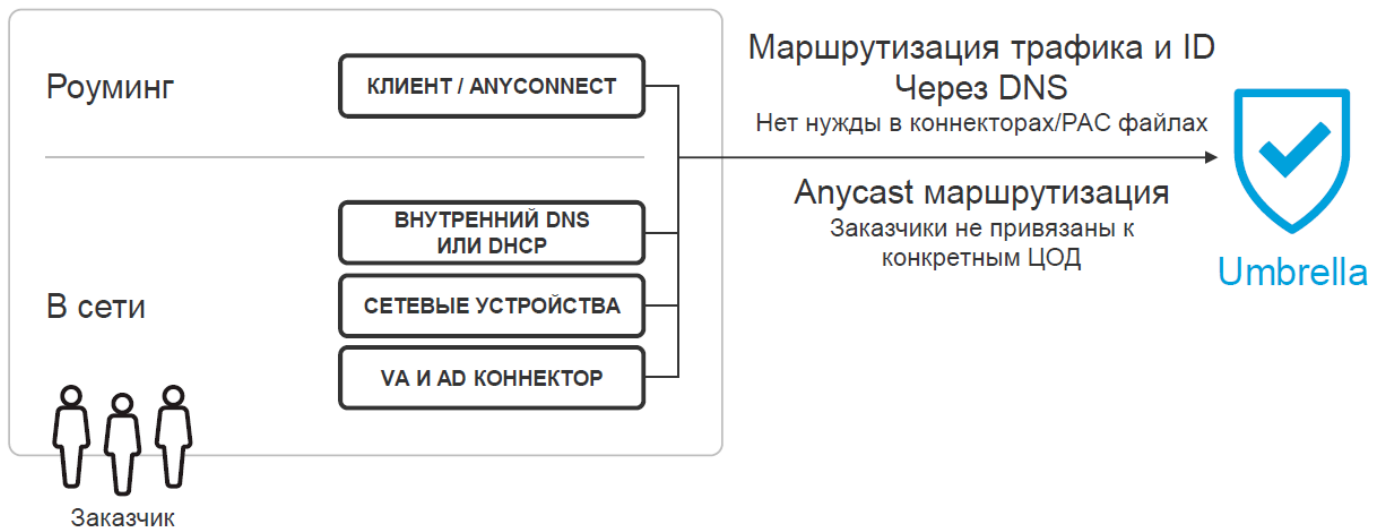 Роуминг
КЛИЕНТ / ANYCONNECT
В сети
ВНУТРЕННИЙ DNS
ИЛИ DHCP
СЕТЕВЫЕ УСТРОЙСТВА
VA И AD КОННЕКТОР
Заказчик
Маршрутизация трафика и ID
Через DNS
Нет нужды в коннекторах/PAC файлах
Anycast маршрутизация
Заказчики не привязаны к
конкретным ЦОД
Umbrella